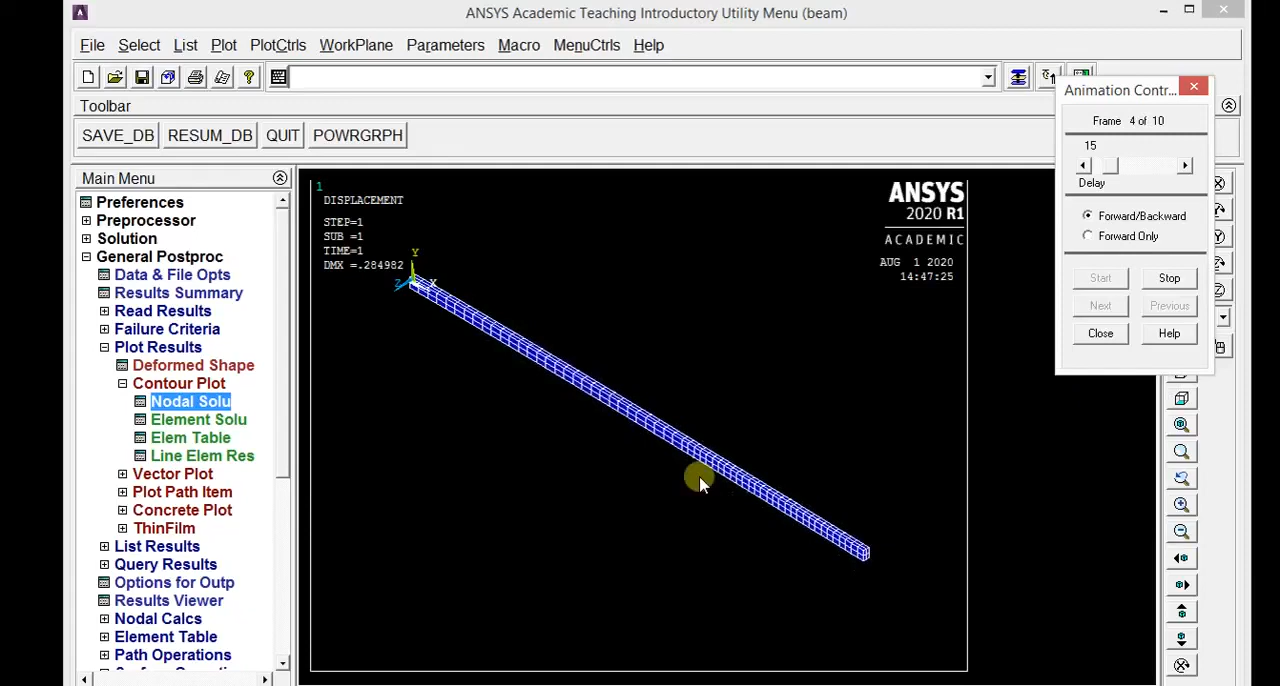 ANSYS Academic Teaching Introductory Utility Menu (beam)
File Select List Plot PlotCtrls WorkPlane Parameters Macro MenuCtrls Help
Toolbar
SAVE_DB RESUM_DB QUIT POWRGRPH
Main Menu
Preferences
Preprocessor
Solution
General Postproc
Data & File Opts
Results Summary
Read Results
Failure Criteria
Plot Results
Deformed Shape
Contour Plot
Nodal Solu
Element Solu
Elem Table
Line Elem Res
Vector Plot
Plot Path Item
Concrete Plot
ThinFilm
List Results
Query Results
Options for Outp
Results Viewer
Nodal Calcs
Element Table
Path Operations
1
DISPLACEMENT
STEP=1
SUB =1
TIME=1
DMX =.284982
Y
Z X
ANSYS
2020 R1
ACADEMIC
AUG 1 2020
14:47:25
Animation Contr...
Frame 4 of 10
15
Delay
Forward/Backward
Forward Only
Start Stop
Next Previous
Close Help